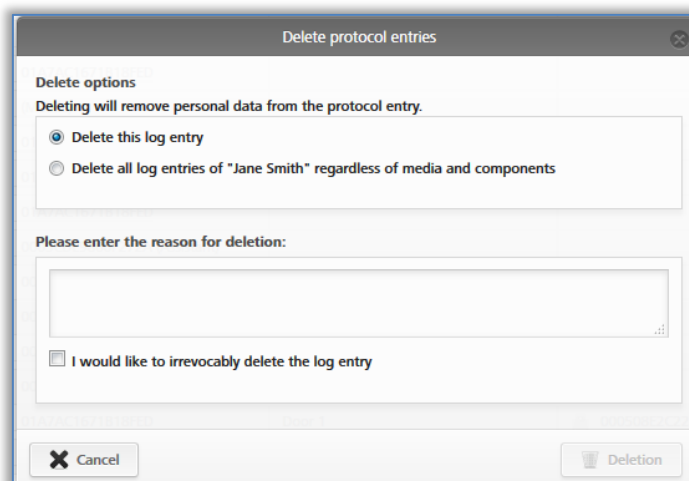 Delete protocol entries
Delete options
Deleting will remove personal data from the protocol entry.
Delete this log entry
Delete all log entries of "Jane Smith" regardless of media and components
Please enter the reason for deletion:
I would like to irrevocably delete the log entry
Cancel
Deletion